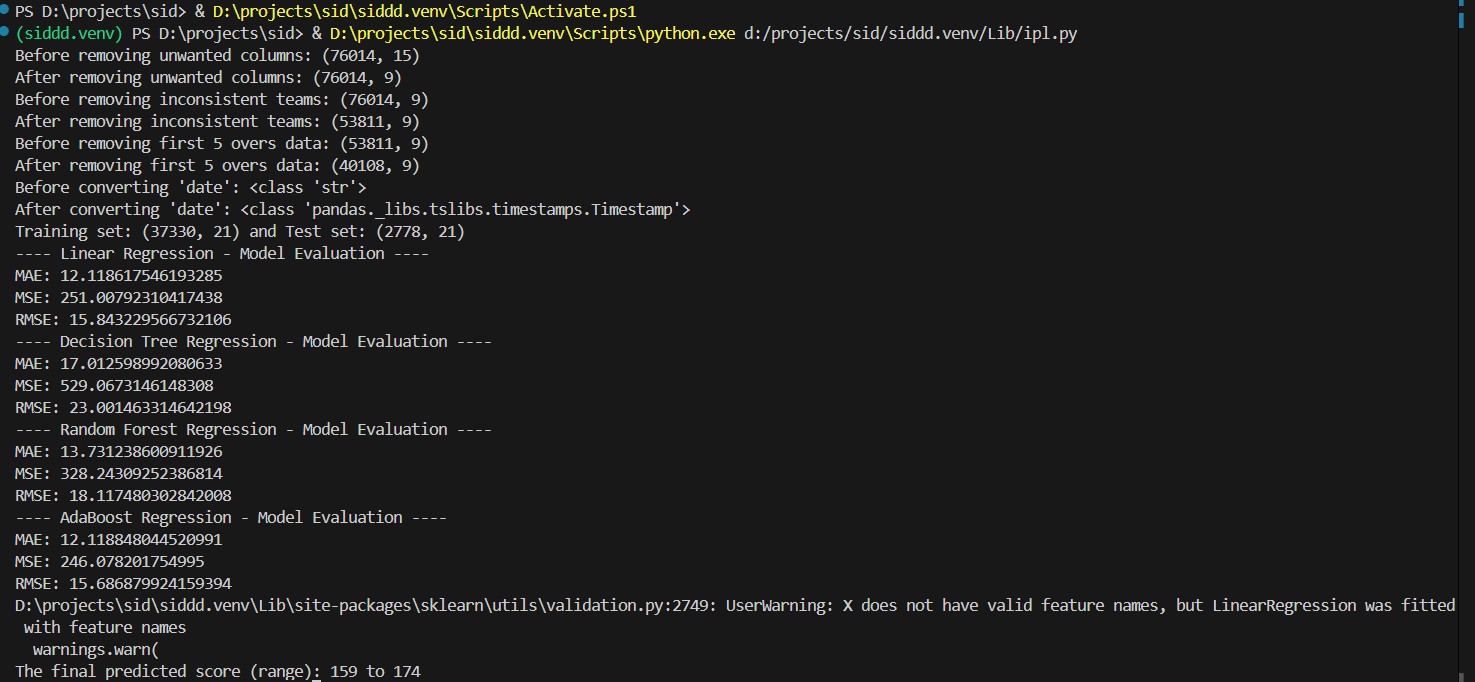 PS D:\projects\sid> & D:\projects\sid\siddd.venv\Scripts\Activate.ps1
(siddd.venv) PS D:\projects\sid> & D:\projects\sid\siddd.venv\Scripts\python.exe d:/projects/sid/siddd.venv/Lib/ipl.py
Before removing unwanted columns: (76014, 15)
After removing unwanted columns: (76014, 9)
Before removing inconsistent teams: (76014, 9)
After removing inconsistent teams: (53811, 9)
Before removing first 5 overs data: (53811, 9)
After removing first 5 overs data: (40108, 9)
Before converting 'date': <class 'str'>
After converting 'date': <class 'pandas._libs.tslibs.timestamps.Timestamp'>
Training set: (37330, 21) and Test set: (2778, 21)
---- Linear Regression - Model Evaluation ----
MAE: 12.118617546193285
MSE: 251.00792310417438
RMSE: 15.843229566732106
---- Decision Tree Regression - Model Evaluation ----
MAE: 17.012598992080633
MSE: 529.0673146148308
RMSE: 23.001463314642198
---- Random Forest Regression - Model Evaluation ----
MAE: 13.731238600911926
MSE: 328.24309252386814
RMSE: 18.117480302842008
---- AdaBoost Regression - Model Evaluation ----
MAE: 12.118848044520991
MSE: 246.078201754995
RMSE: 15.686879924159394
D:\projects\sid\siddd.venv\Lib\site-packages\sklearn\utils\validation.py:2749: UserWarning: X does not have valid feature names, but LinearRegression was fitted
with feature names
warnings.warn(
The final predicted score (range): 159 to 174